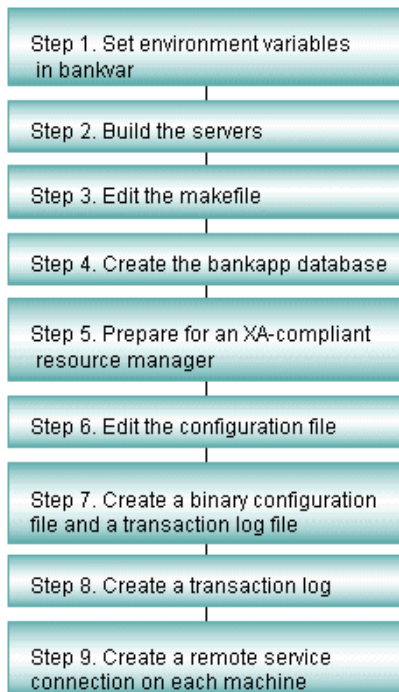 Step 1. Set environment variables
in bankvar
Step 2. Build the servers
Step 3. Edit the makefile
Step 4. Create the bankapp database
Step 5. Prepare for an XA-compliant
resource manager
Step 6. Edit the configuration file
Step 7. Create a binary configuration
file and a transaction log file
Step 8. Create a transaction log
Step 9. Create a remote service
connection on each machine